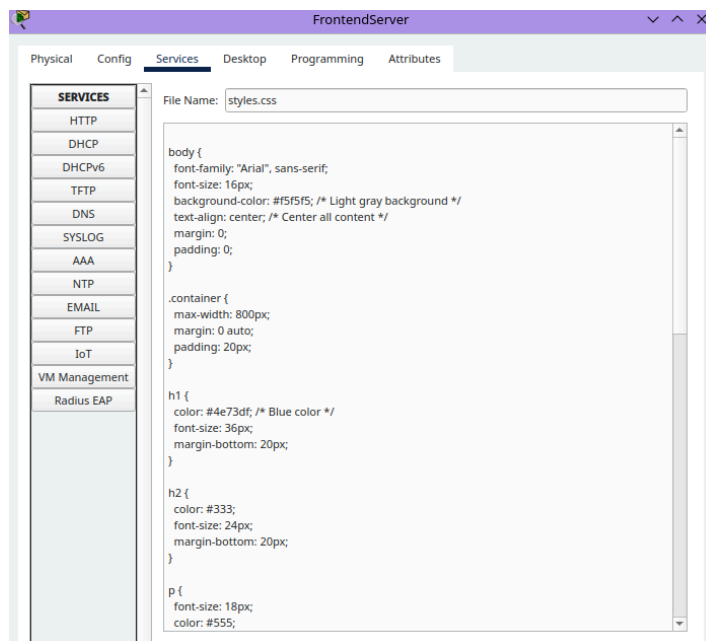 FrontendServer
Physical Config Services Desktop Programming Attributes
SERVICES
HTTP
DHCP
DHCPv6
TFTP
DNS
SYSLOG
AAA
NTP
EMAIL
FTP
IoT
VM Management
Radius EAP
File Name: styles.css
body {
  font-family: "Arial", sans-serif;
  font-size: 16px;
  background-color: #f5f5f5; /* Light gray background */
  text-align: center; /* Center all content */
  margin: 0;
  padding: 0;
}
.container {
  max-width: 800px;
  margin: 0 auto;
  padding: 20px;
}
h1 {
  color: #4e73df; /* Blue color */
  font-size: 36px;
  margin-bottom: 20px;
}
h2 {
  color: #333;
  font-size: 24px;
  margin-bottom: 20px;
}
p {
  font-size: 18px;
  color: #555;